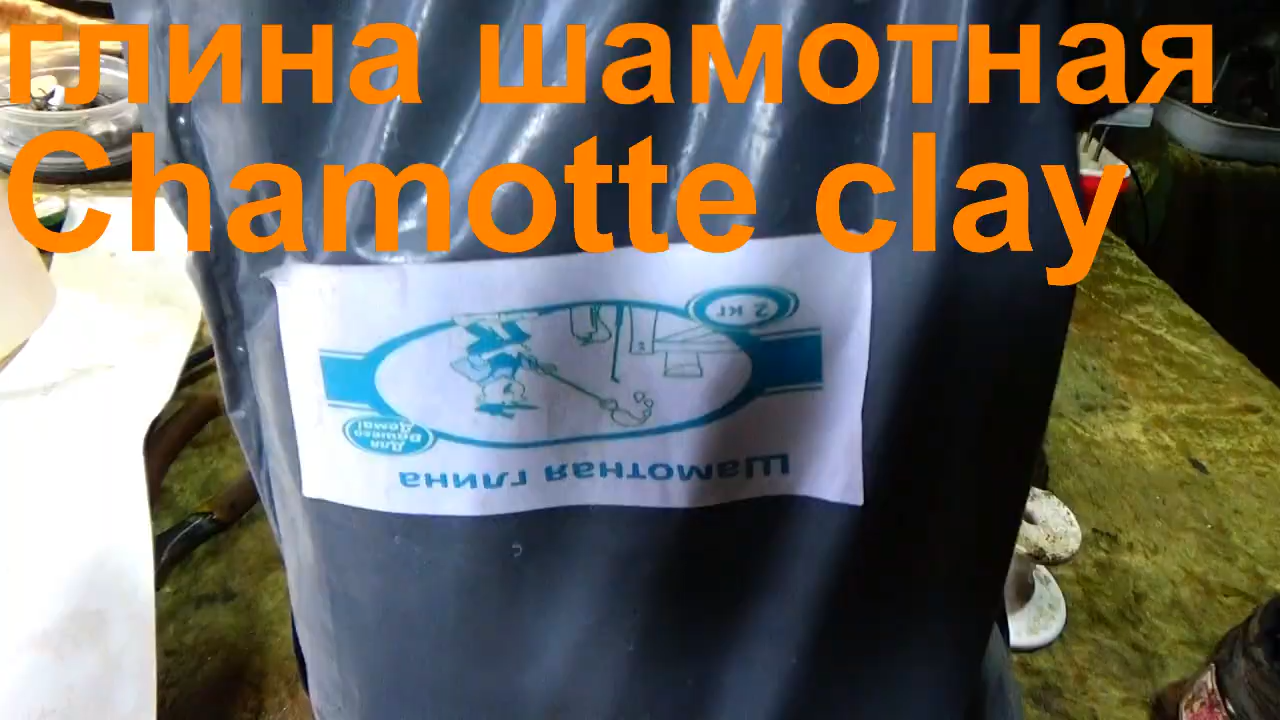 глина шамотная
Chamotte clay
Шамотная глина
Для
Вашего
Дома!
2 кг